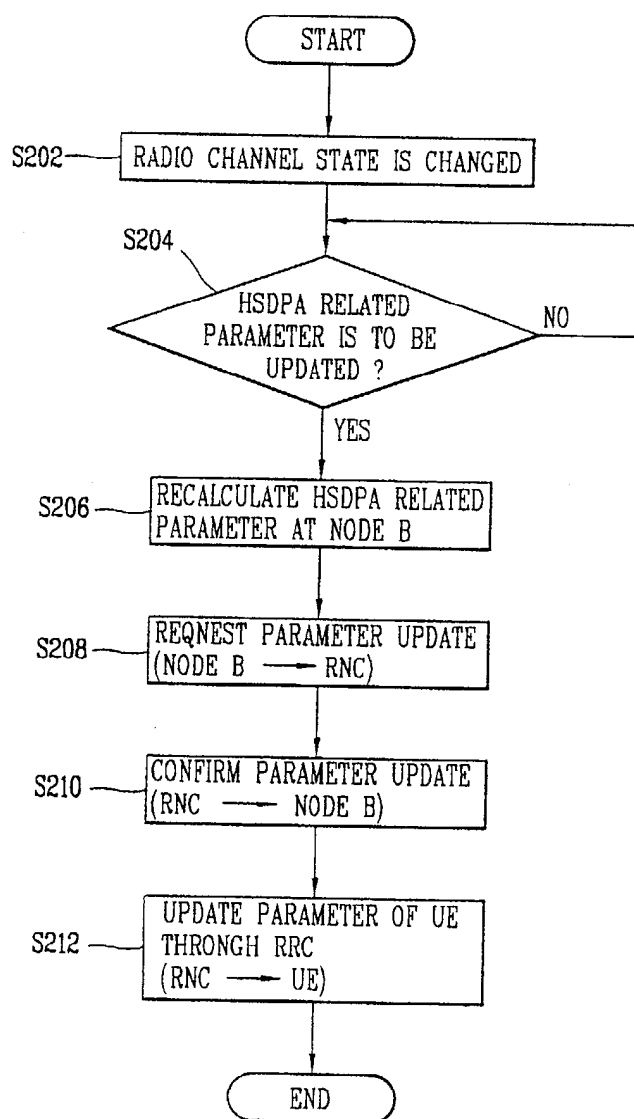 START
S202
RADIO CHANNEL STATE IS CHANGED
S204
HSDPA RELATED
PARAMETER IS TO BE
UPDATED ?
NO
YES
S206
RECALCULATE HSDPA RELATED
PARAMETER AT NODE B
S208
REQNEST PARAMETER UPDATE
(NODE B → RNC)
S210
CONFIRM PARAMETER UPDATE
(RNC → NODE B)
S212
UPDATE PARAMETER OF UE
THRONGH RRC
(RNC → UE)
END